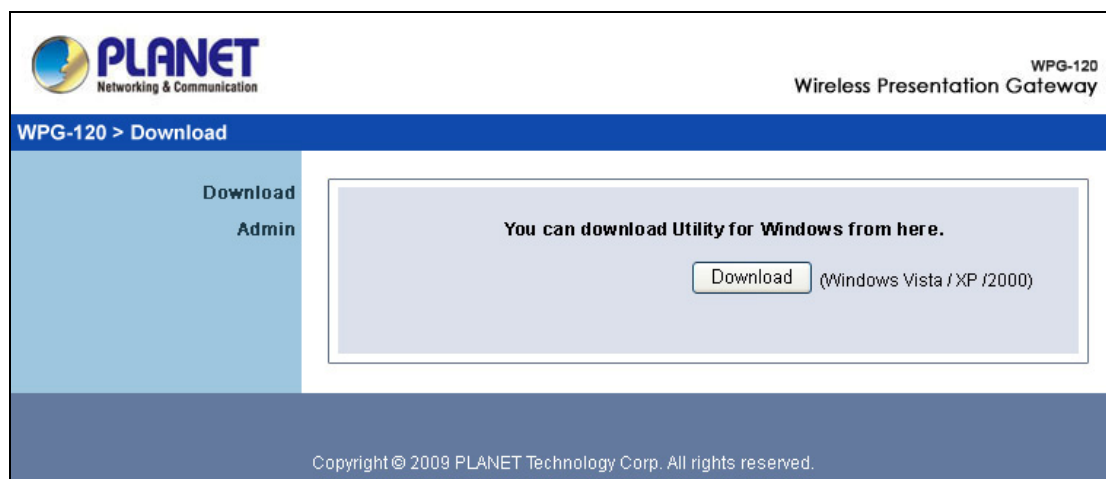 PLANET
Networking & Communication
WPG-120
Wireless Presentation Gateway
WPG-120 > Download
Download
Admin
You can download Utility for Windows from here.
Download (Windows Vista / XP /2000)
Copyright © 2009 PLANET Technology Corp. All rights reserved.